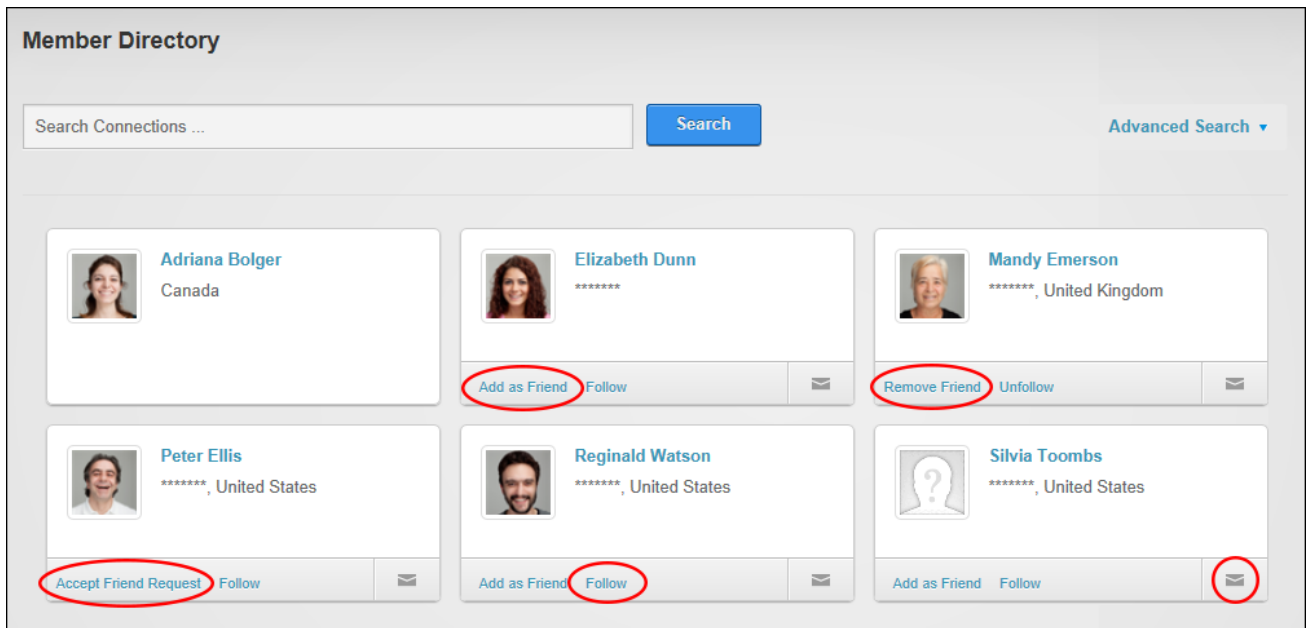 Member Directory
Search Connections ...
Search
Advanced Search
Adriana Bolger
Canada
Elizabeth Dunn
*******
Add as Friend Follow
Mandy Emerson
*******, United Kingdom
Remove Friend Unfollow
Peter Ellis
*******, United States
Accept Friend Request Follow
Reginald Watson
*******, United States
Add as Friend Follow
?
Silvia Toombs
*******, United States
Add as Friend Follow